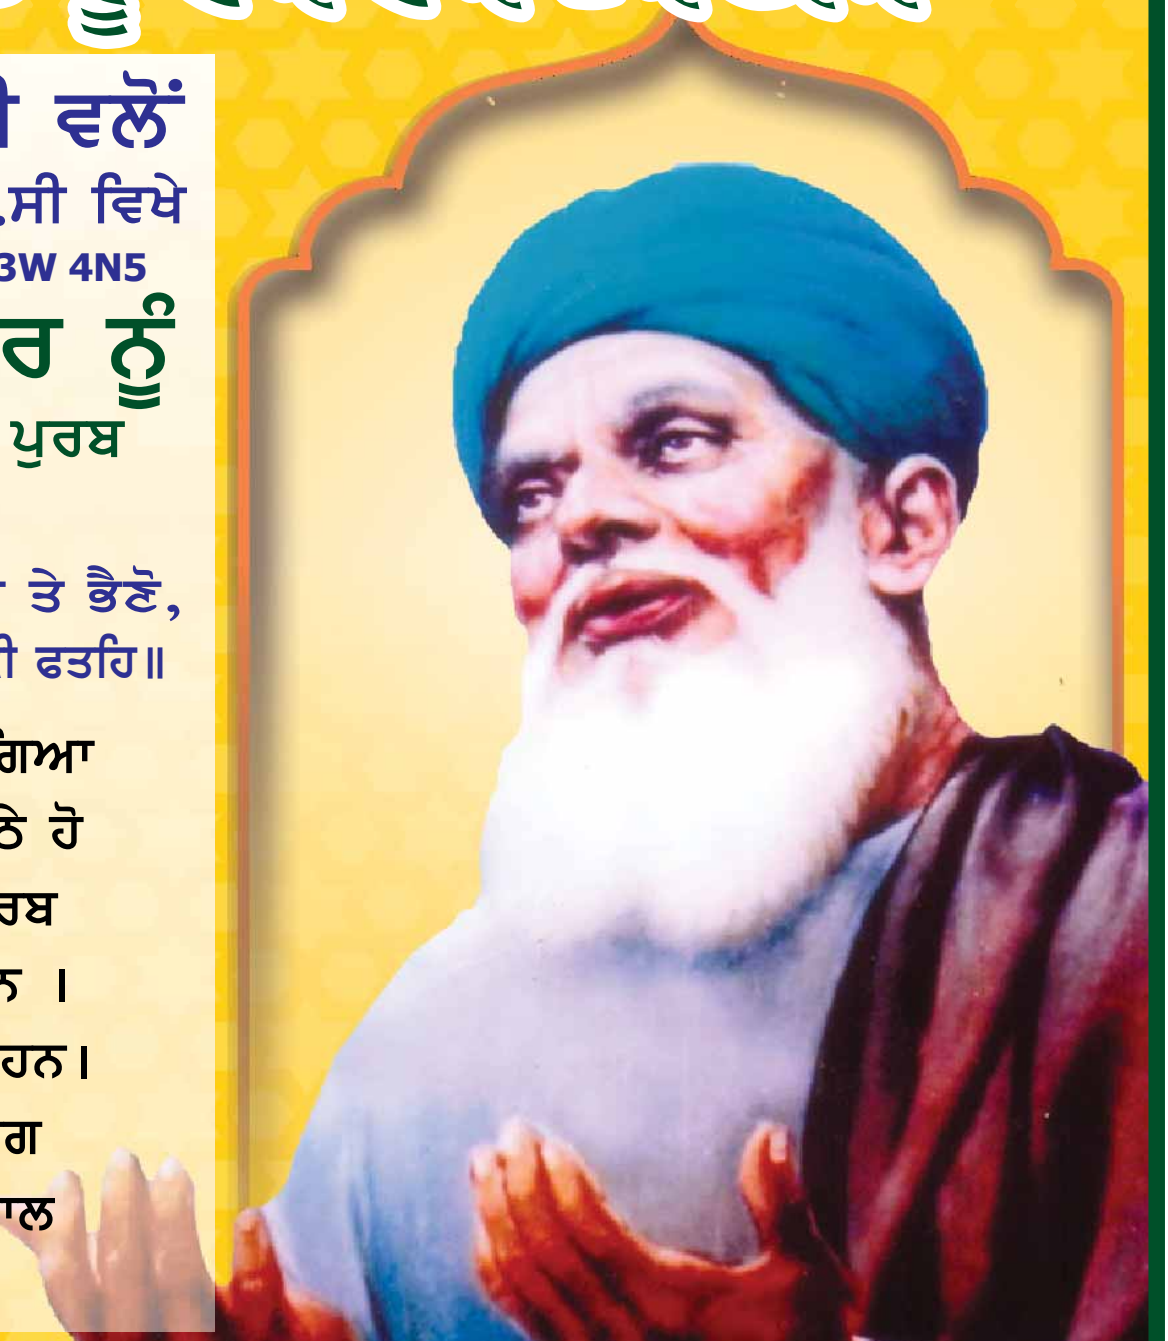 ਵਲੋਂ
.ਸੀ ਵਿਖੇ
3W 4N5
ਰ ਨੂੰ
ਪੁਰਬ
ਤੇ ਭੈਣੋ,
ਫਤਹਿ॥
ਗਿਆ
ਠੇ ਹੋ
ਰਬ
ਨ ।
ਹਨ।
ਗ
ਾਲ